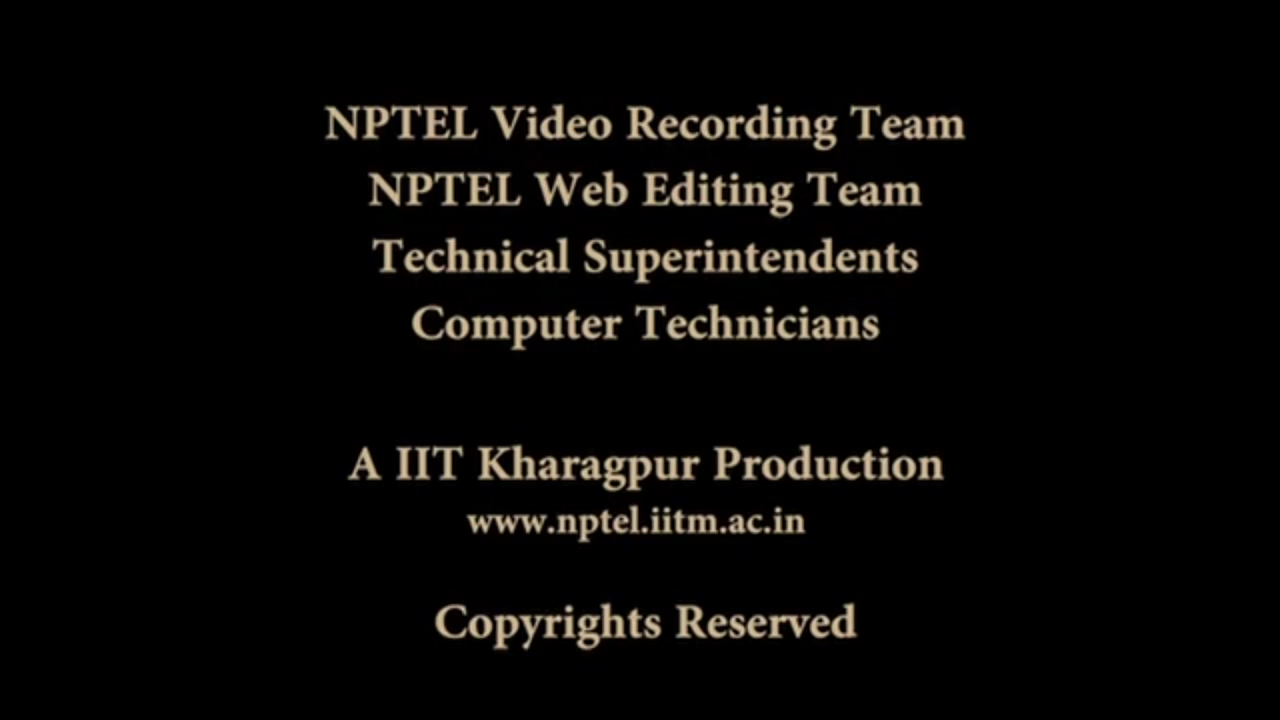 NPTEL Video Recording Team
NPTEL Web Editing Team
Technical Superintendents
Computer Technicians
A IIT Kharagpur Production
www.nptel.iitm.ac.in
Copyrights Reserved